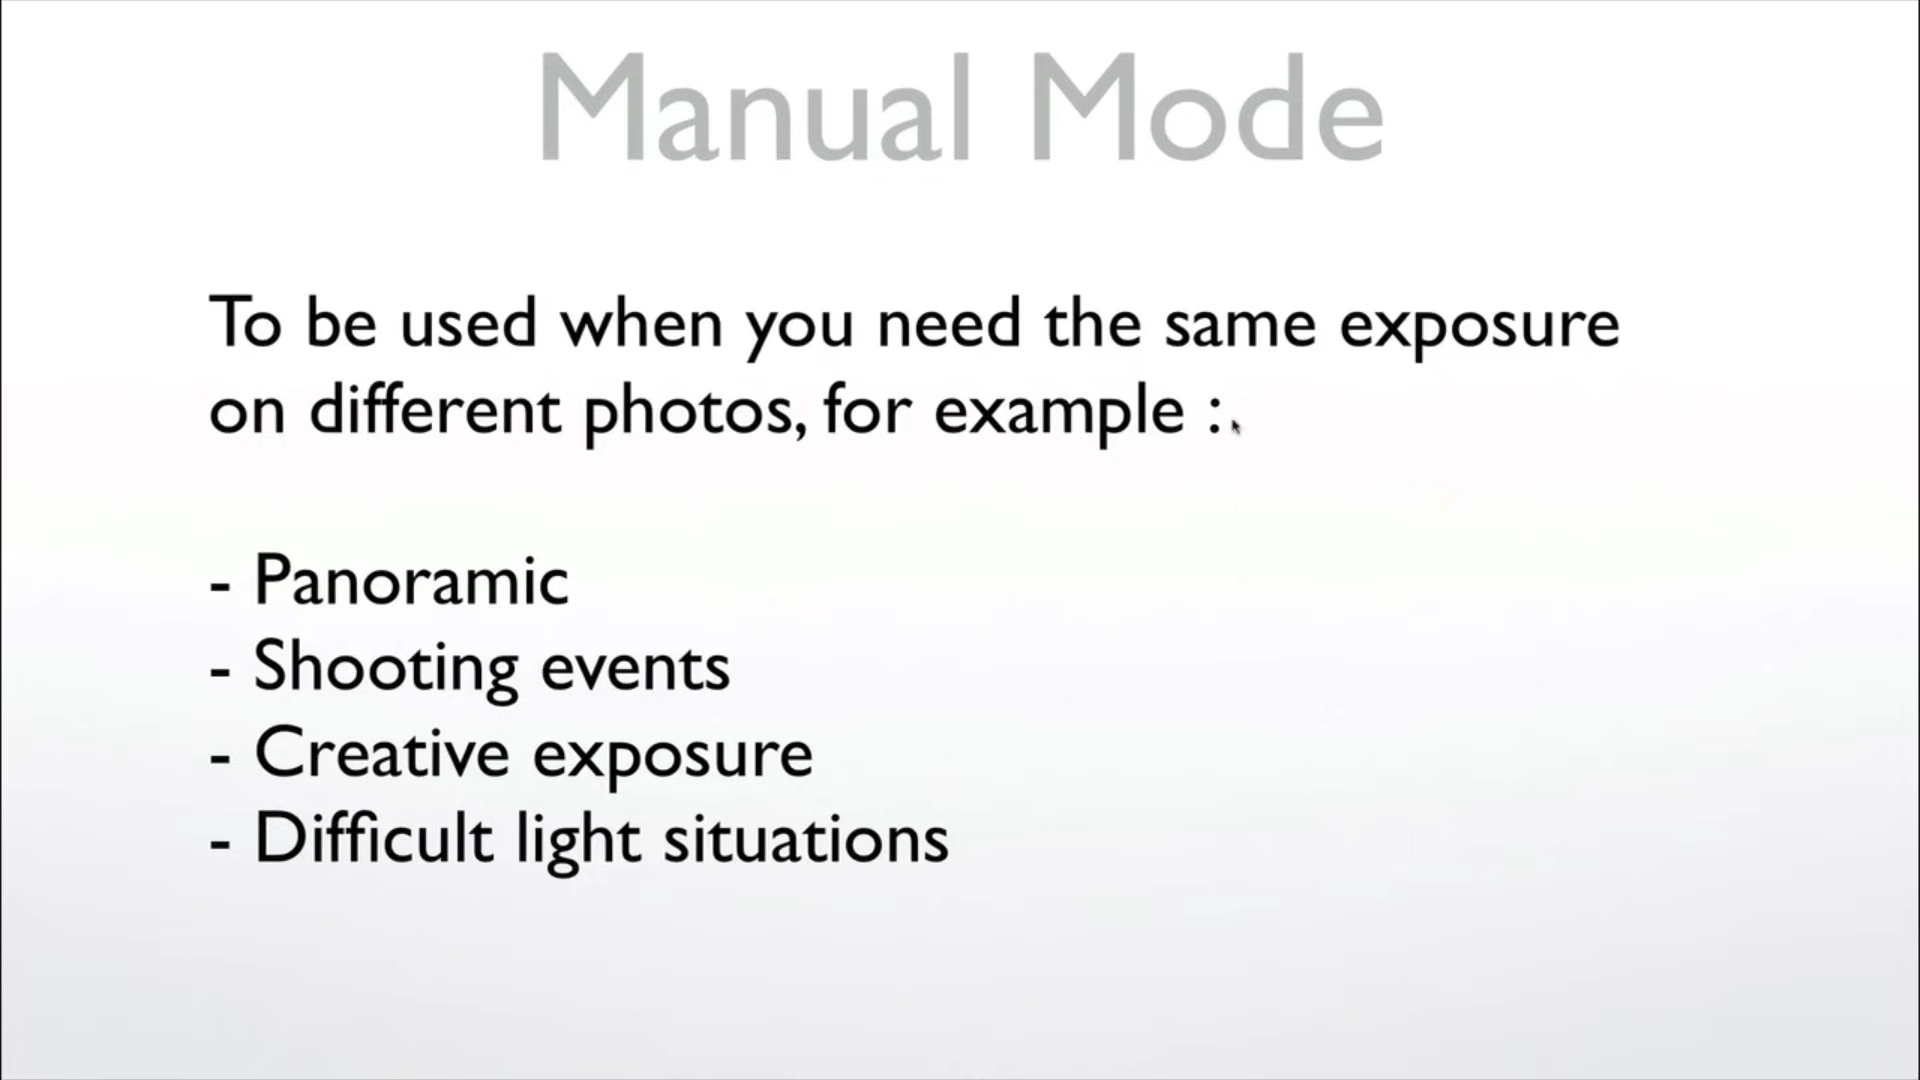 Manual Mode
To be used when you need the same exposure
on different photos, for example :
- Panoramic
- Shooting events
- Creative exposure
- Difficult light situations